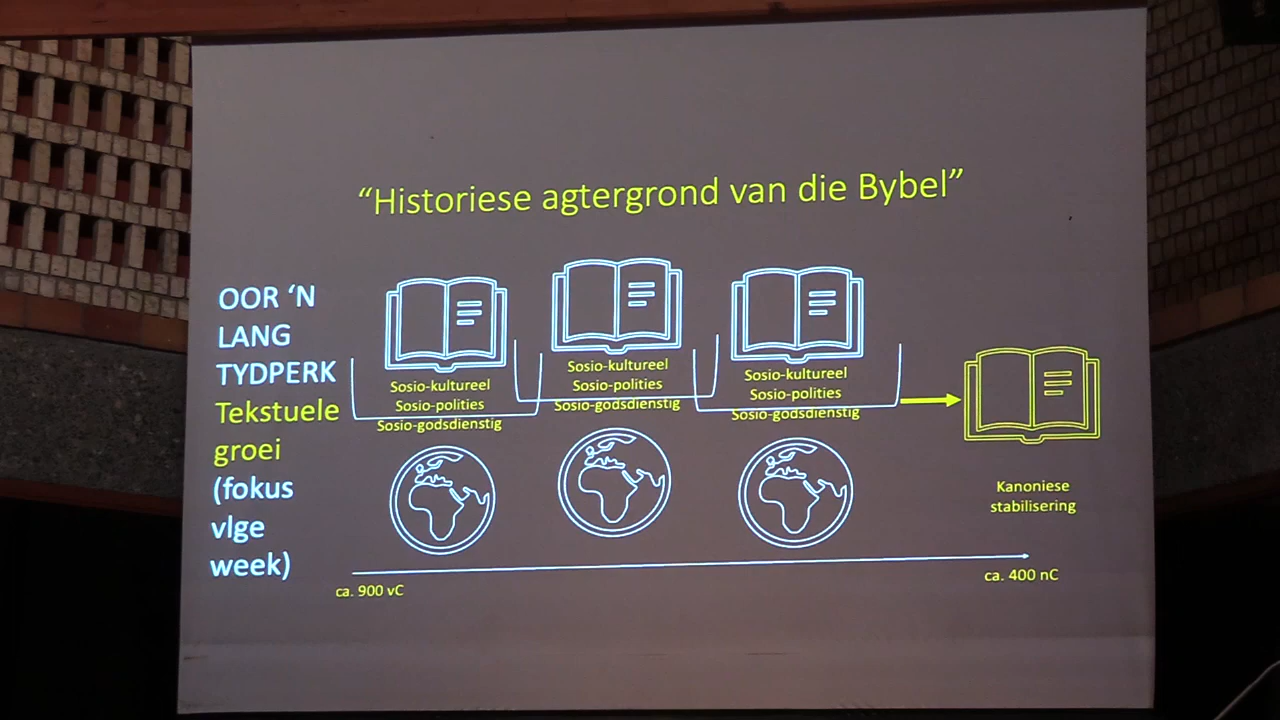 “Historiese agtergrond van die Bybel”
OOR ‘N
LANG
TYDPERK
Tekstuele
groei
(fokus
vlge
week)
Sosio-kultureel
Sosio-polities
Sosio-godsdienstig
Sosio-kultureel
Sosio-polities
Sosio-godsdienstig
Sosio-kultureel
Sosio-polities
Sosio-godsdienstig
Kanoniese
stabilisering
ca. 900 vC
ca. 400 nC